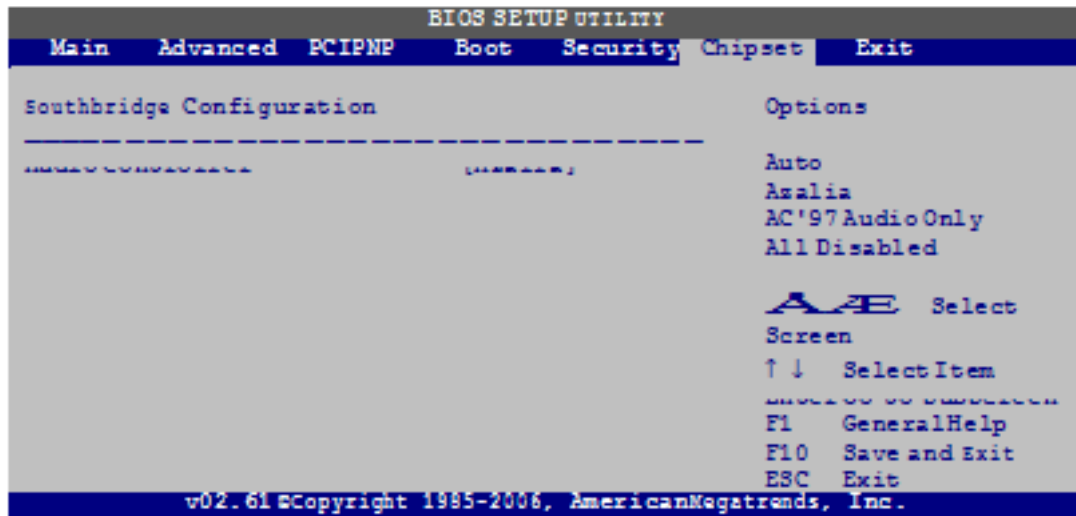 BIOS SETUP UTILITY
Main Advanced PCIPNP Boot Security Chipset Exit
Southbridge Configuration
Options
Auto
Azalia
AC'97 Audio Only
All Disabled
Select
Screen
↑ ↓ Select Item
F1 General Help
F10 Save and Exit
ESC Exit
v02.61 ©Copyright 1985-2006, American Megatrends, Inc.